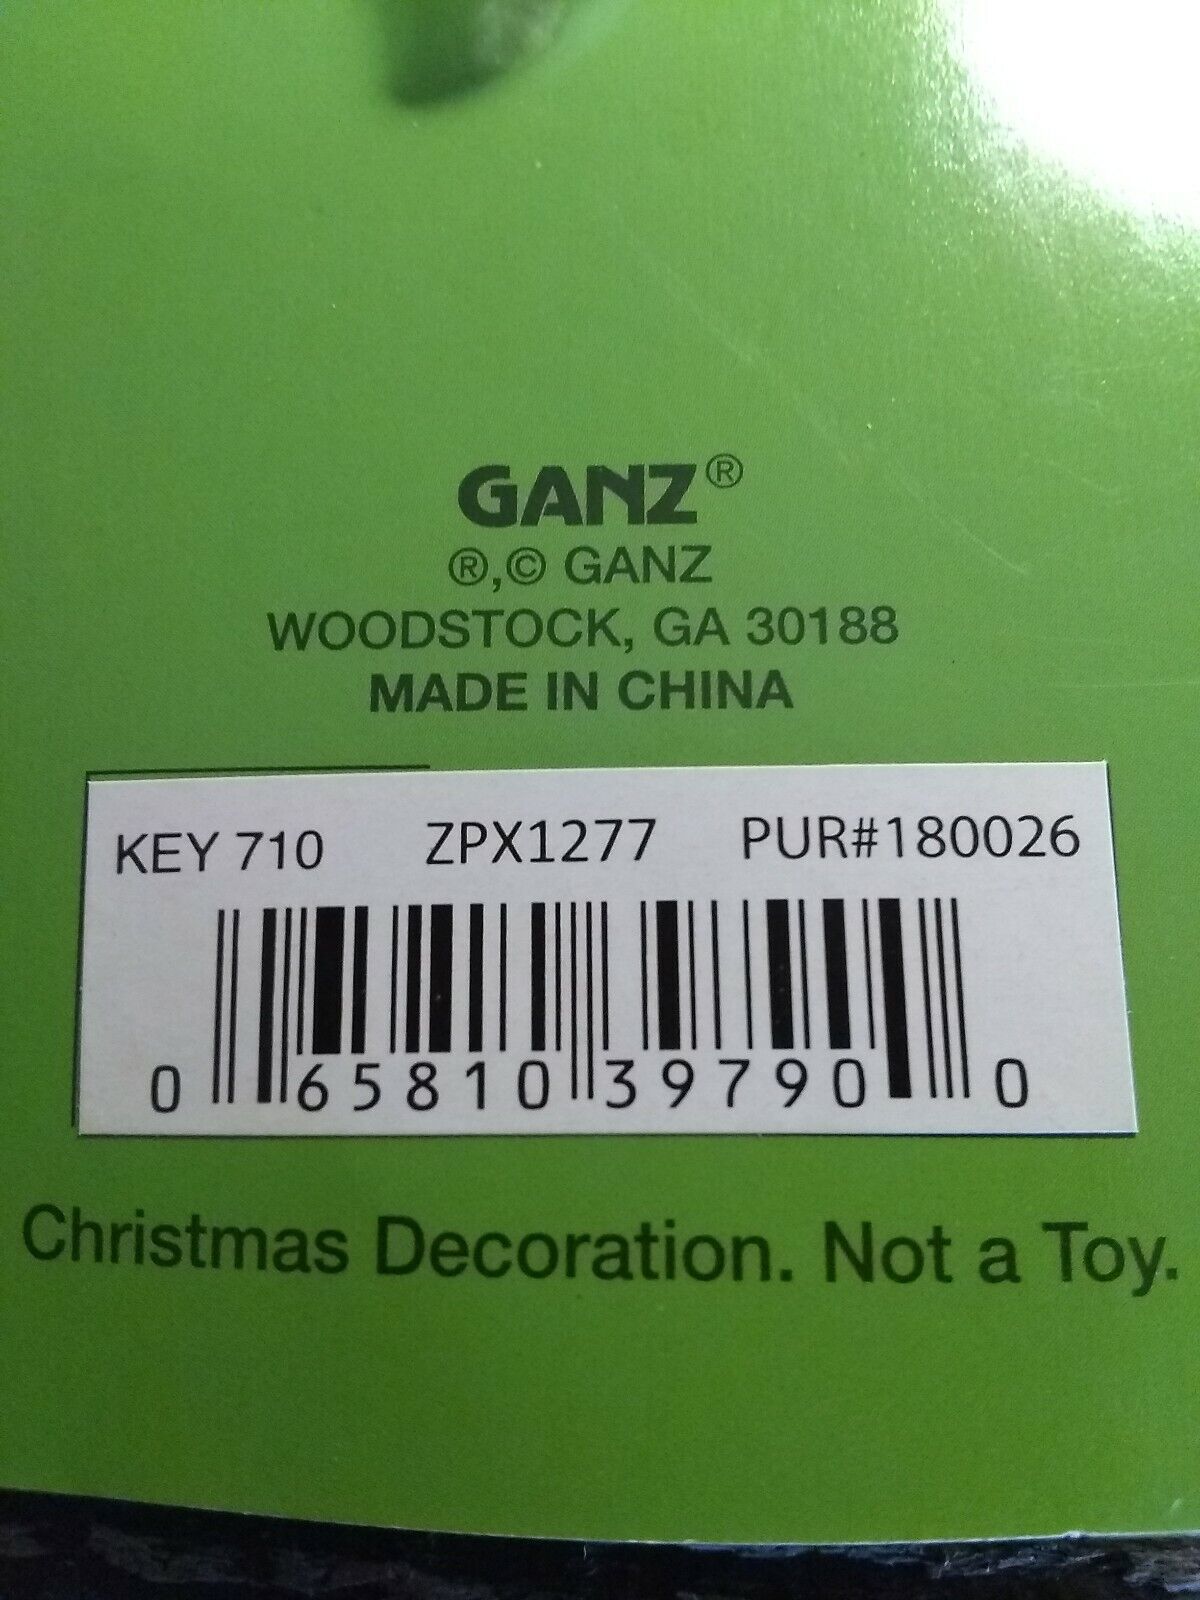 GANZ®
®,© GANZ
WOODSTOCK, GA 30188
MADE IN CHINA
KEY 710 ZPX1277 PUR#180026
0 65810 39790 0
Christmas Decoration. Not a Toy.